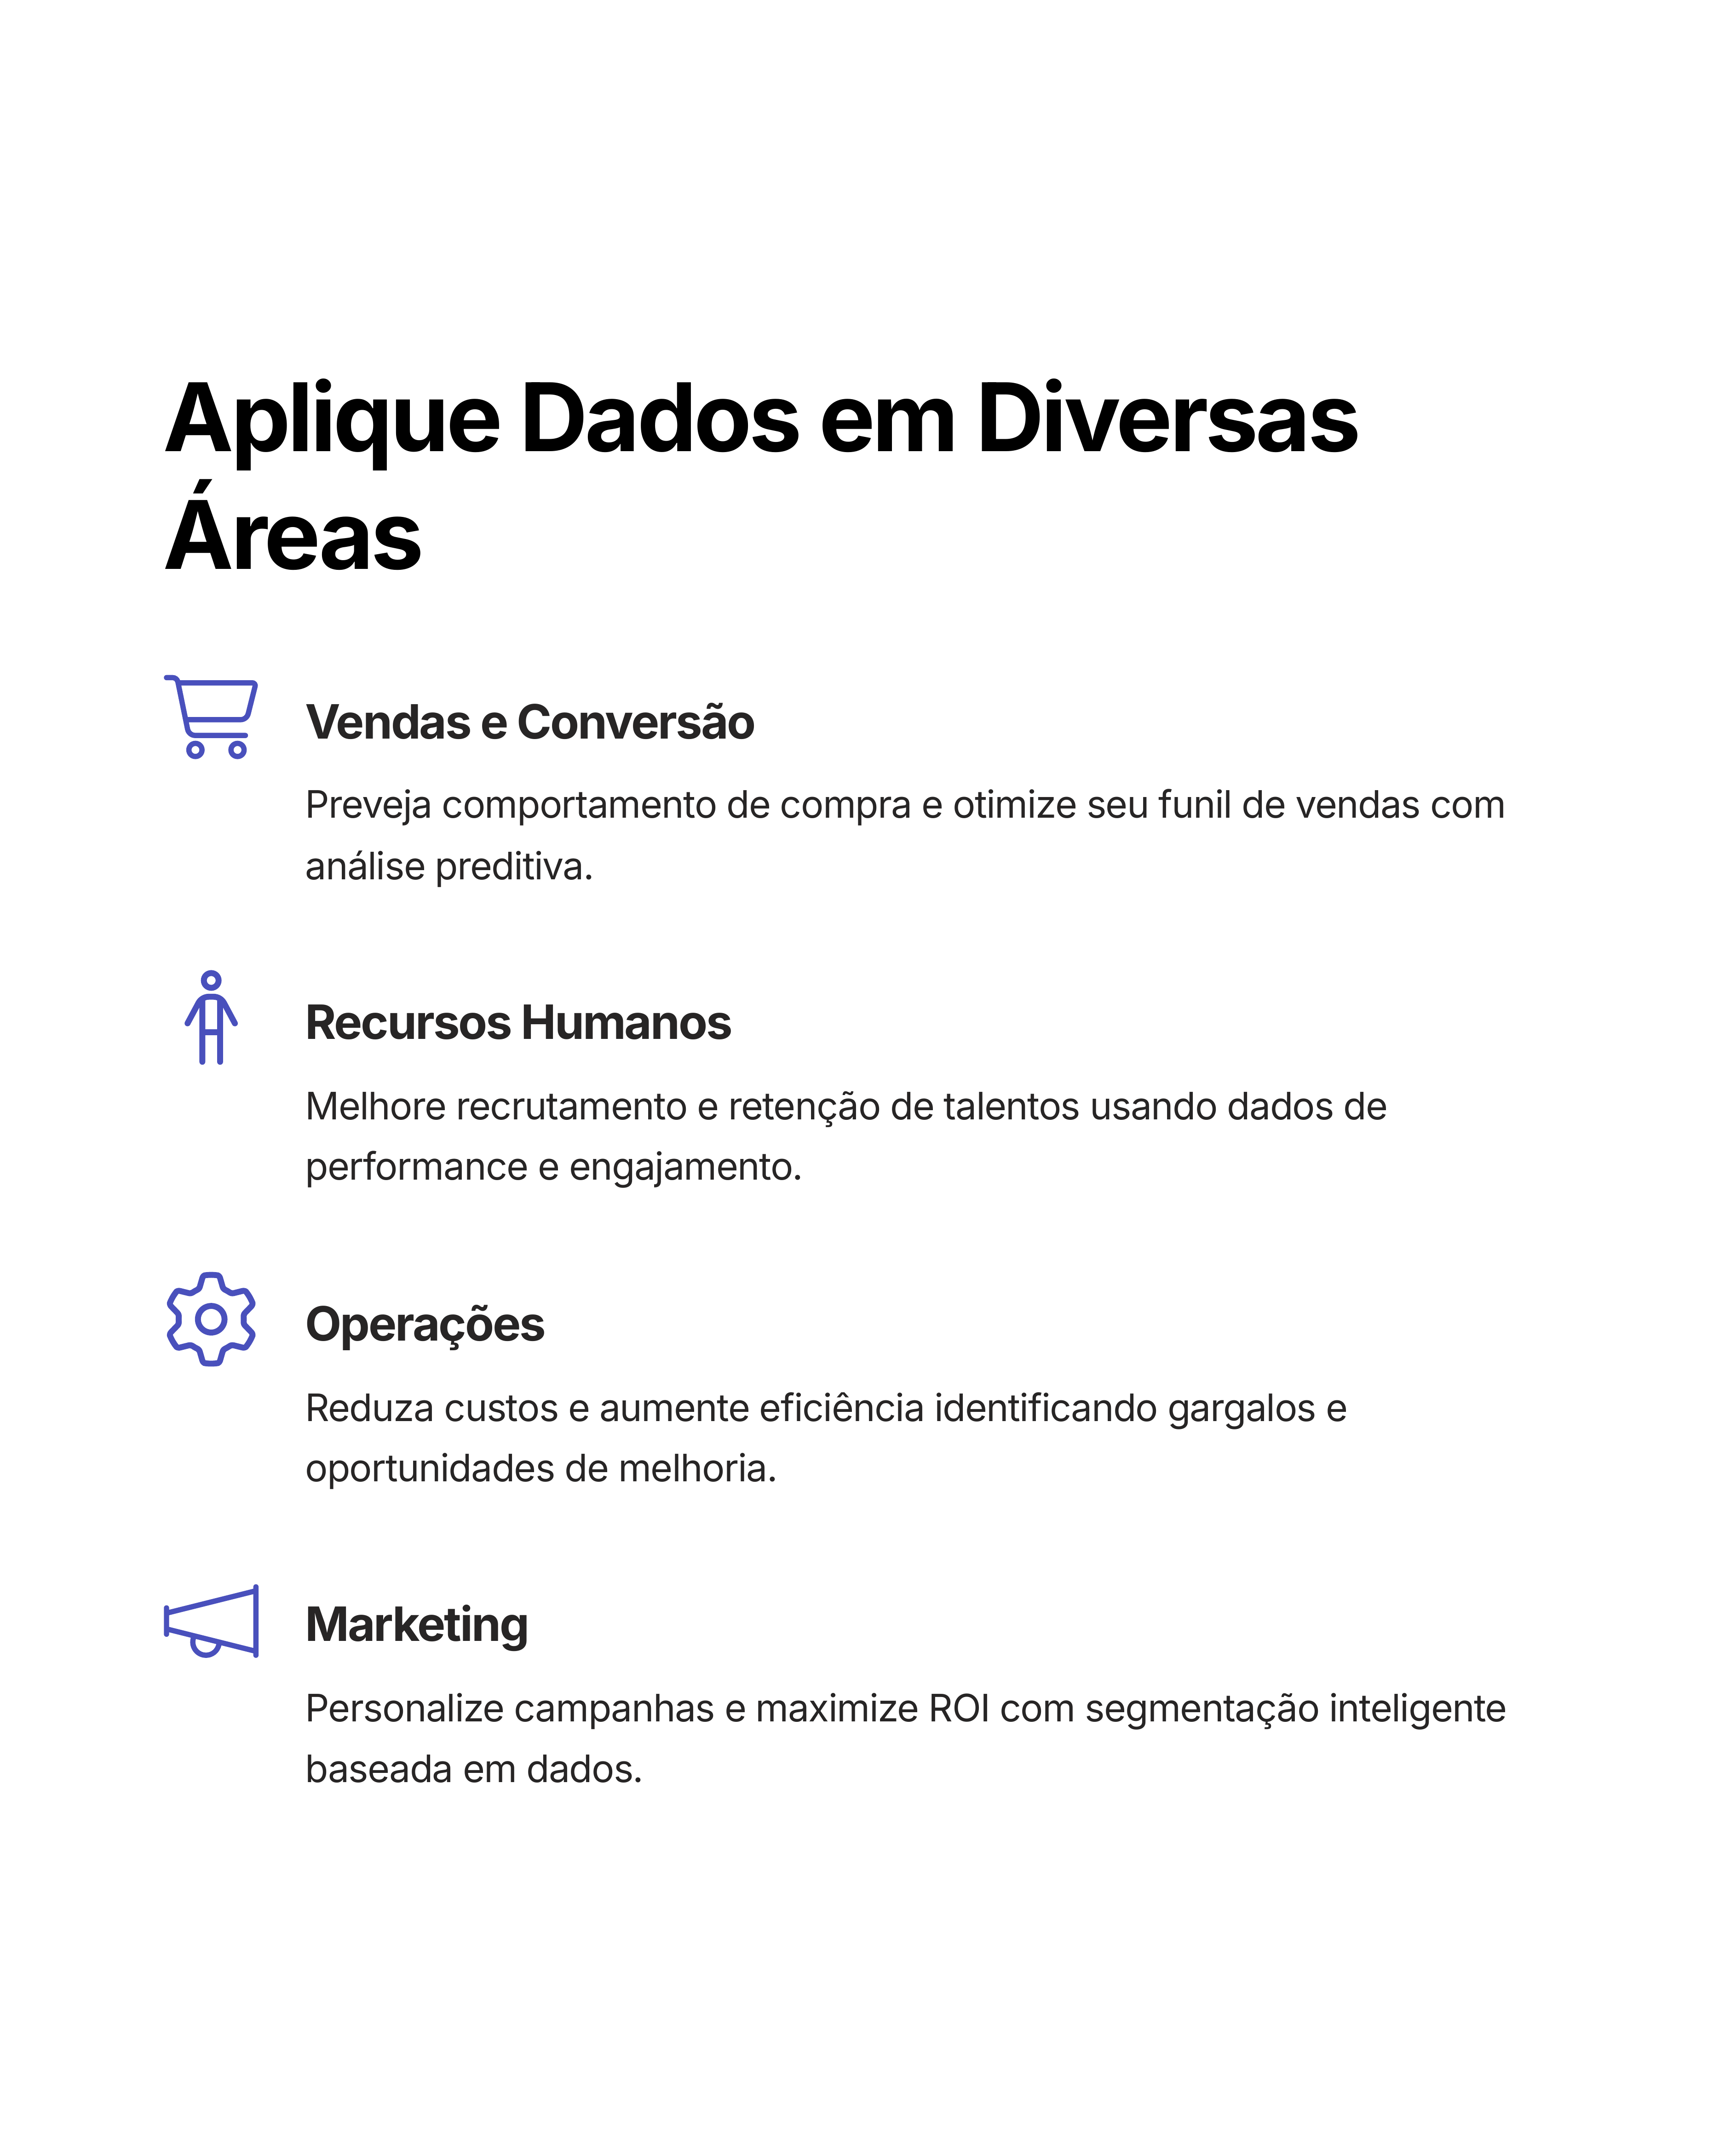 Aplique Dados em Diversas
Áreas
Vendas e Conversão
Preveja comportamento de compra e otimize seu funil de vendas com
análise preditiva.
Recursos Humanos
Melhore recrutamento e retenção de talentos usando dados de
performance e engajamento.
Operações
Reduza custos e aumente eficiência identificando gargalos e
oportunidades de melhoria.
Marketing
Personalize campanhas e maximize ROI com segmentação inteligente
baseada em dados.